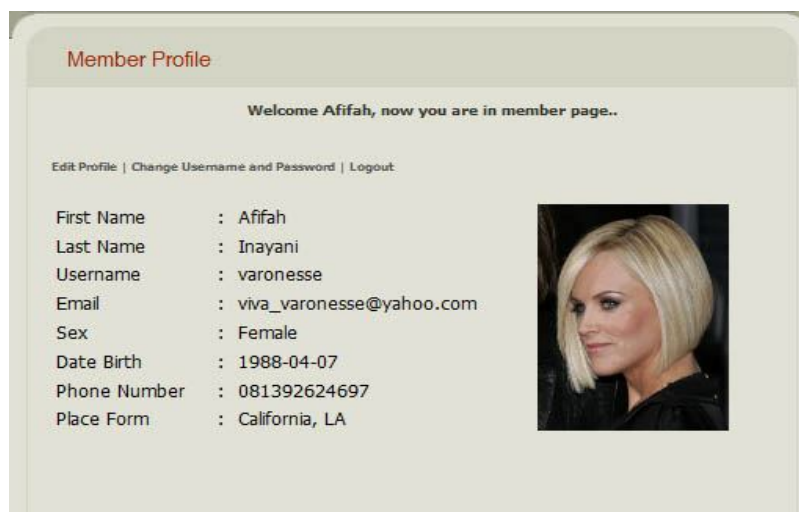 Member Profile
Welcome Afifah, now you are in member page..
Edit Profile | Change Username and Password | Logout
First Name : Afifah
Last Name : Inayani
Username : varonesse
Email : viva_varonesse@yahoo.com
Sex : Female
Date Birth : 1988-04-07
Phone Number : 081392624697
Place Form : California, LA